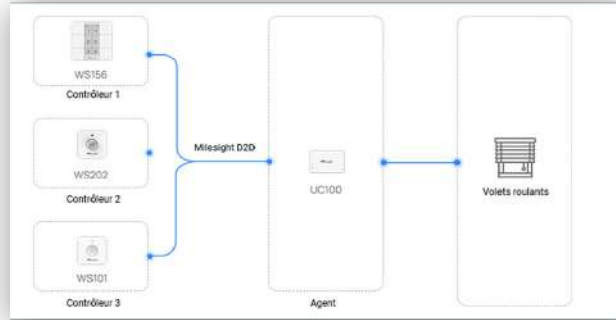 WS156
Contrôleur 1
WS202
Contrôleur 2
WS101
Contrôleur 3
Milesight D2D
UC100
Agent
Volets roulants